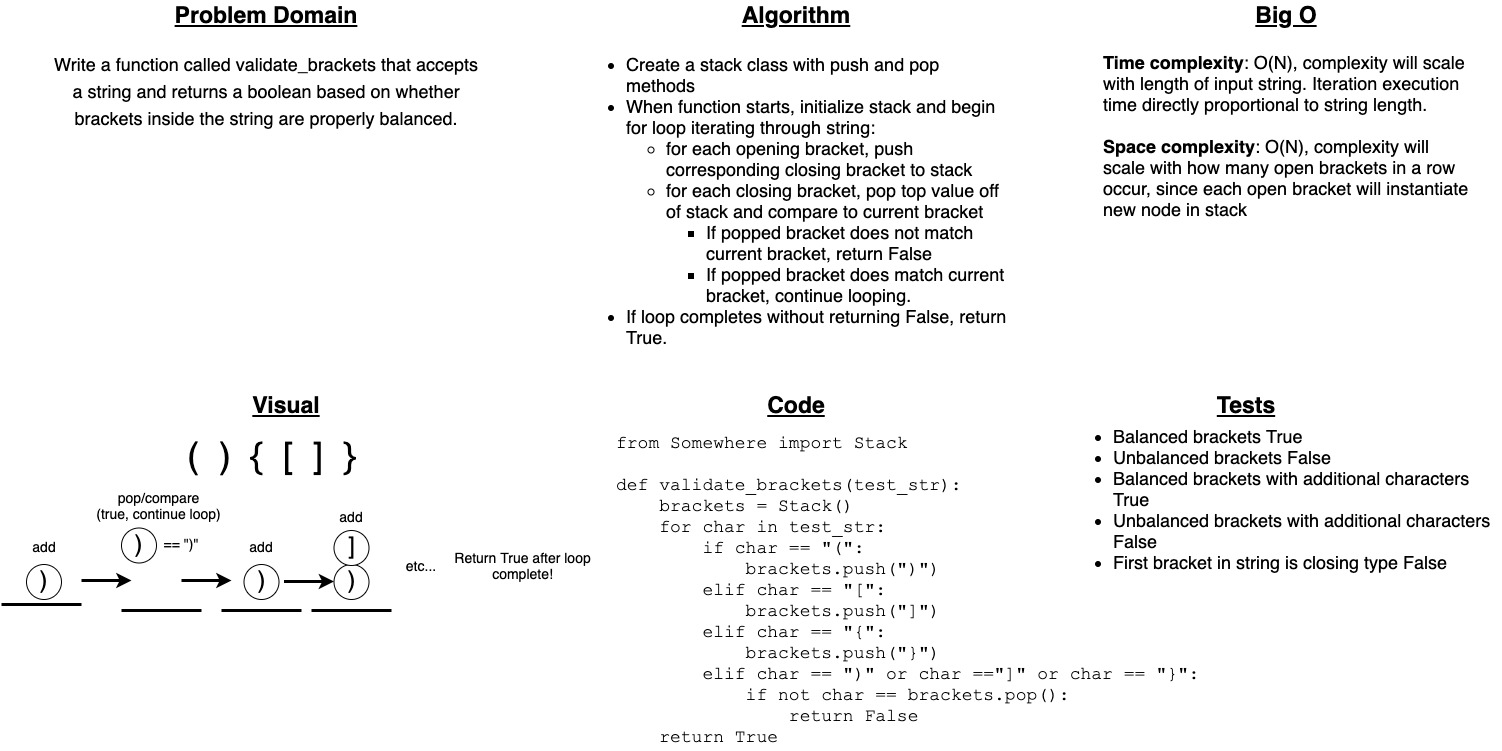 Problem Domain
Write a function called validate_brackets that accepts
a string and returns a boolean based on whether
brackets inside the string are properly balanced.
Algorithm
• Create a stack class with push and pop
methods
• When function starts, initialize stack and begin
for loop iterating through string:
○ for each opening bracket, push
corresponding closing bracket to stack
○ for each closing bracket, pop top value off
of stack and compare to current bracket
▪ If popped bracket does not match
current bracket, return False
▪ If popped bracket does match current
bracket, continue looping.
• If loop completes without returning False, return
True.
Big O
Time complexity: O(N), complexity will scale
with length of input string. Iteration execution
time directly proportional to string length.
Space complexity: O(N), complexity will
scale with how many open brackets in a row
occur, since each open bracket will instantiate
new node in stack
Visual
( ) { [ ] }
add
)
pop/compare
(true, continue loop)
) == ")"
add
)
add
]
)
etc...
Return True after loop
complete!
Code
from Somewhere import Stack
def validate_brackets(test_str):
    brackets = Stack()
    for char in test_str:
        if char == "(":
            brackets.push(")")
        elif char == "[":
            brackets.push("]")
        elif char == "{":
            brackets.push("}")
        elif char == ")" or char =="]" or char == "}":
            if not char == brackets.pop():
                return False
    return True
Tests
• Balanced brackets True
• Unbalanced brackets False
• Balanced brackets with additional characters
True
• Unbalanced brackets with additional characters
False
• First bracket in string is closing type False